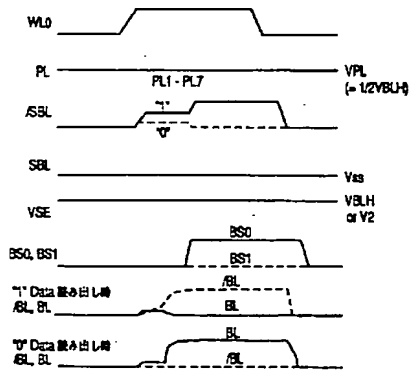 WL0
PL
PL1 - PL7
VPL
(= 1/2VBLH)
/SBL
"1"
"0"
SBL
Vss
VSE
VBLH
or V2
BS0, BS1
BS0
BS1
"1" Data 読み出し時
/BL, BL
/BL
BL
"0" Data 読み出し時
/BL, BL
BL
/BL